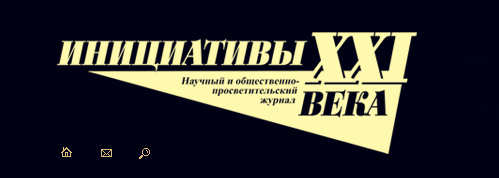 ИНИЦИАТИВЫ XXI
Научный и общественно-
просветительский
журнал
ВЕКА